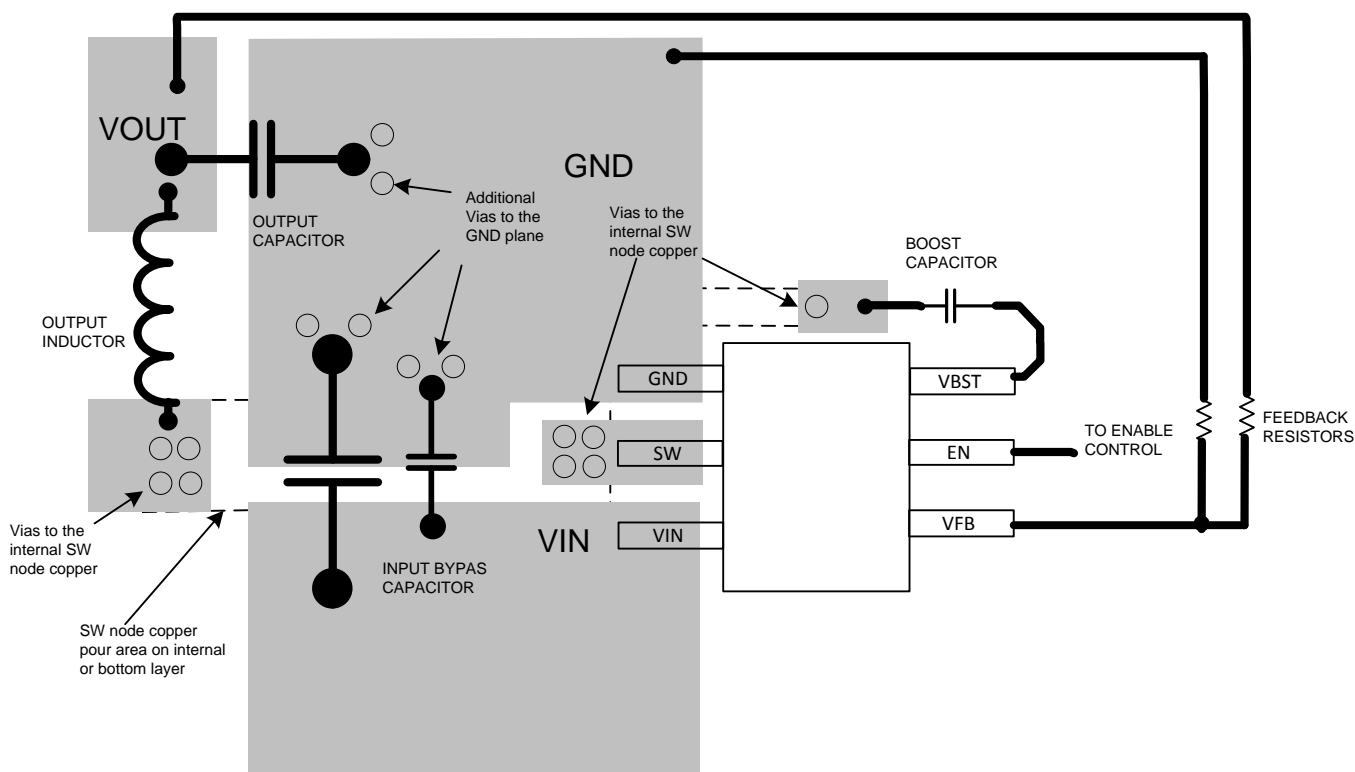 VOUT
GND
Additional
Vias to the
GND plane
Vias to the
internal SW
node copper
OUTPUT
CAPACITOR
BOOST
CAPACITOR
OUTPUT
INDUCTOR
GND
VBST
TO ENABLE
CONTROL
FEEDBACK
RESISTORS
SW
EN
Vias to the
internal SW
node copper
VIN
VIN
VFB
INPUT BYPAS
CAPACITOR
SW node copper
pour area on internal
or bottom layer